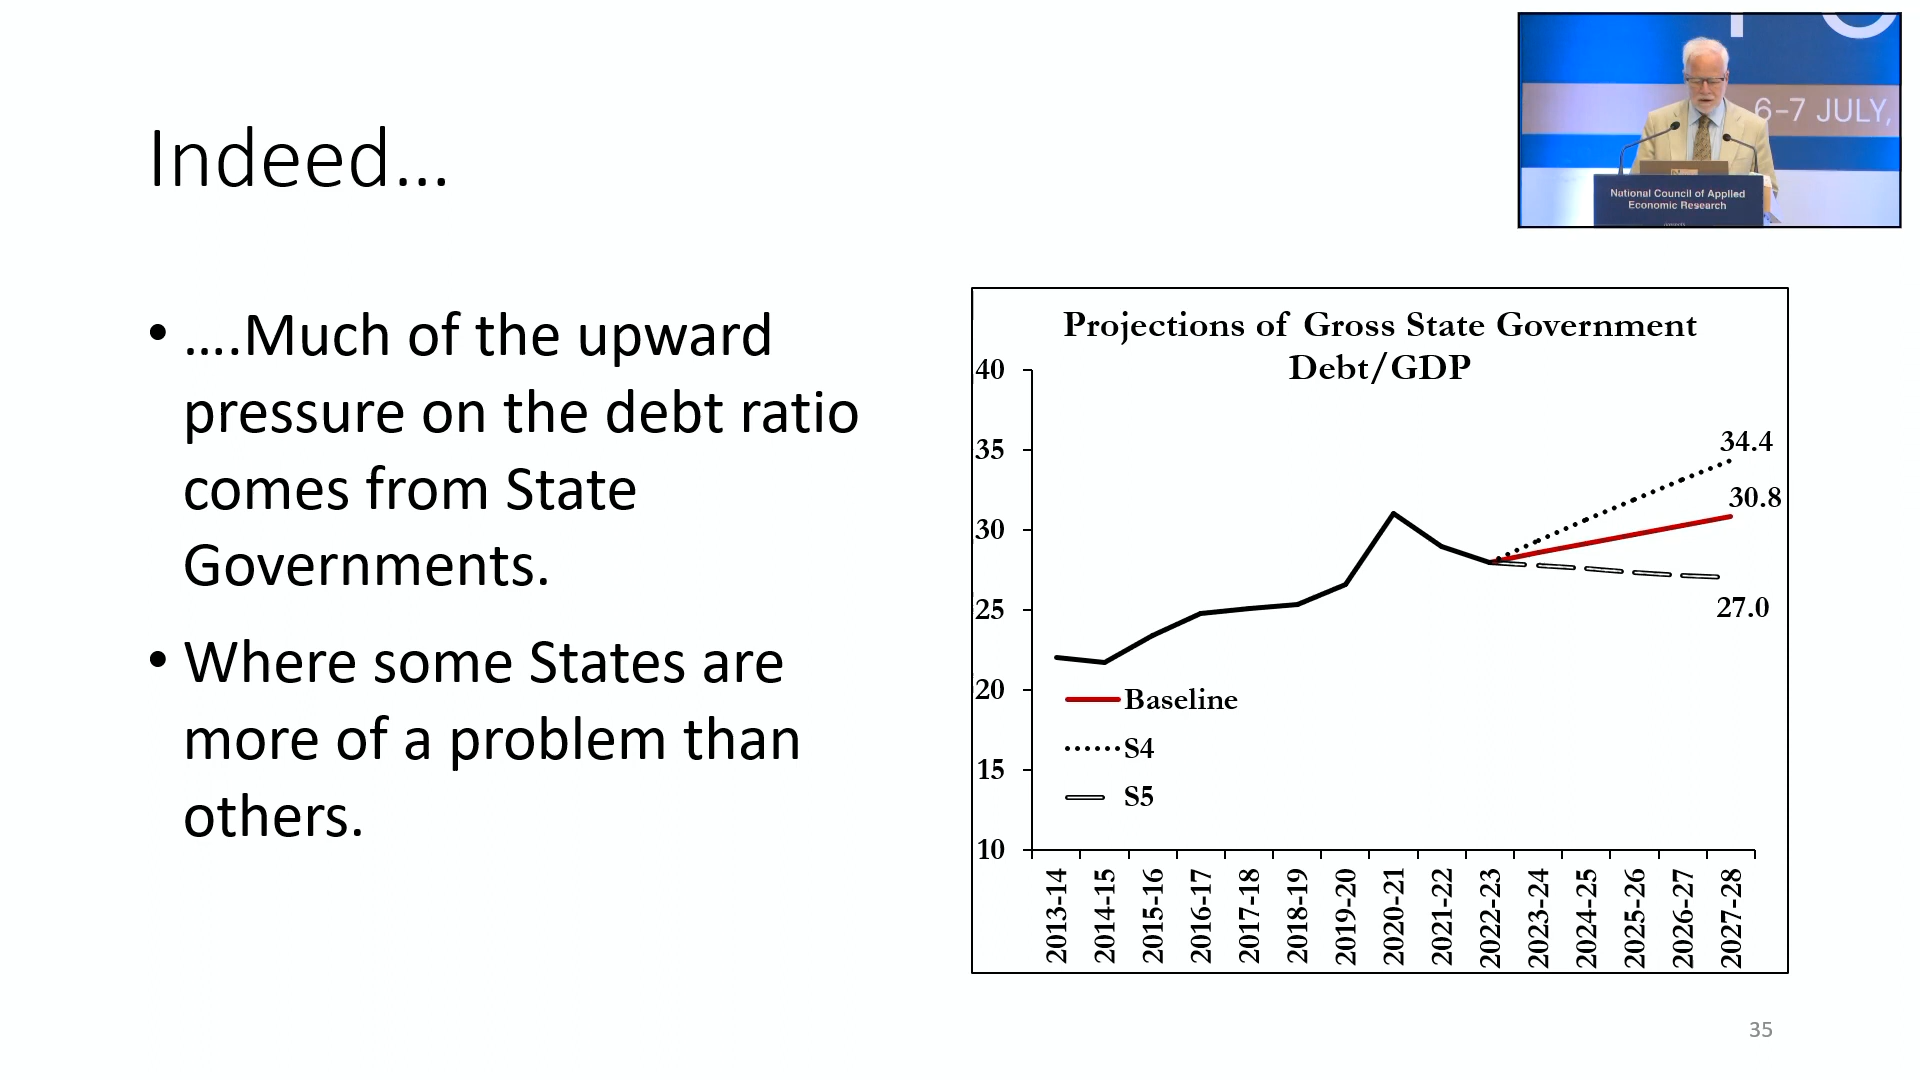 Indeed...
6-7 JULY,
National Council of Applied
Economic Research
• ....Much of the upward
pressure on the debt ratio
comes from State
Governments.
• Where some States are
more of a problem than
others.
Projections of Gross State Government
Debt/GDP
40
35
30
25
20
15
10
34.4
30.8
27.0
Baseline
S4
S5
2013-14
2014-15
2015-16
2016-17
2017-18
2018-19
2019-20
2020-21
2021-22
2022-23
2023-24
2024-25
2025-26
2026-27
2027-28
35